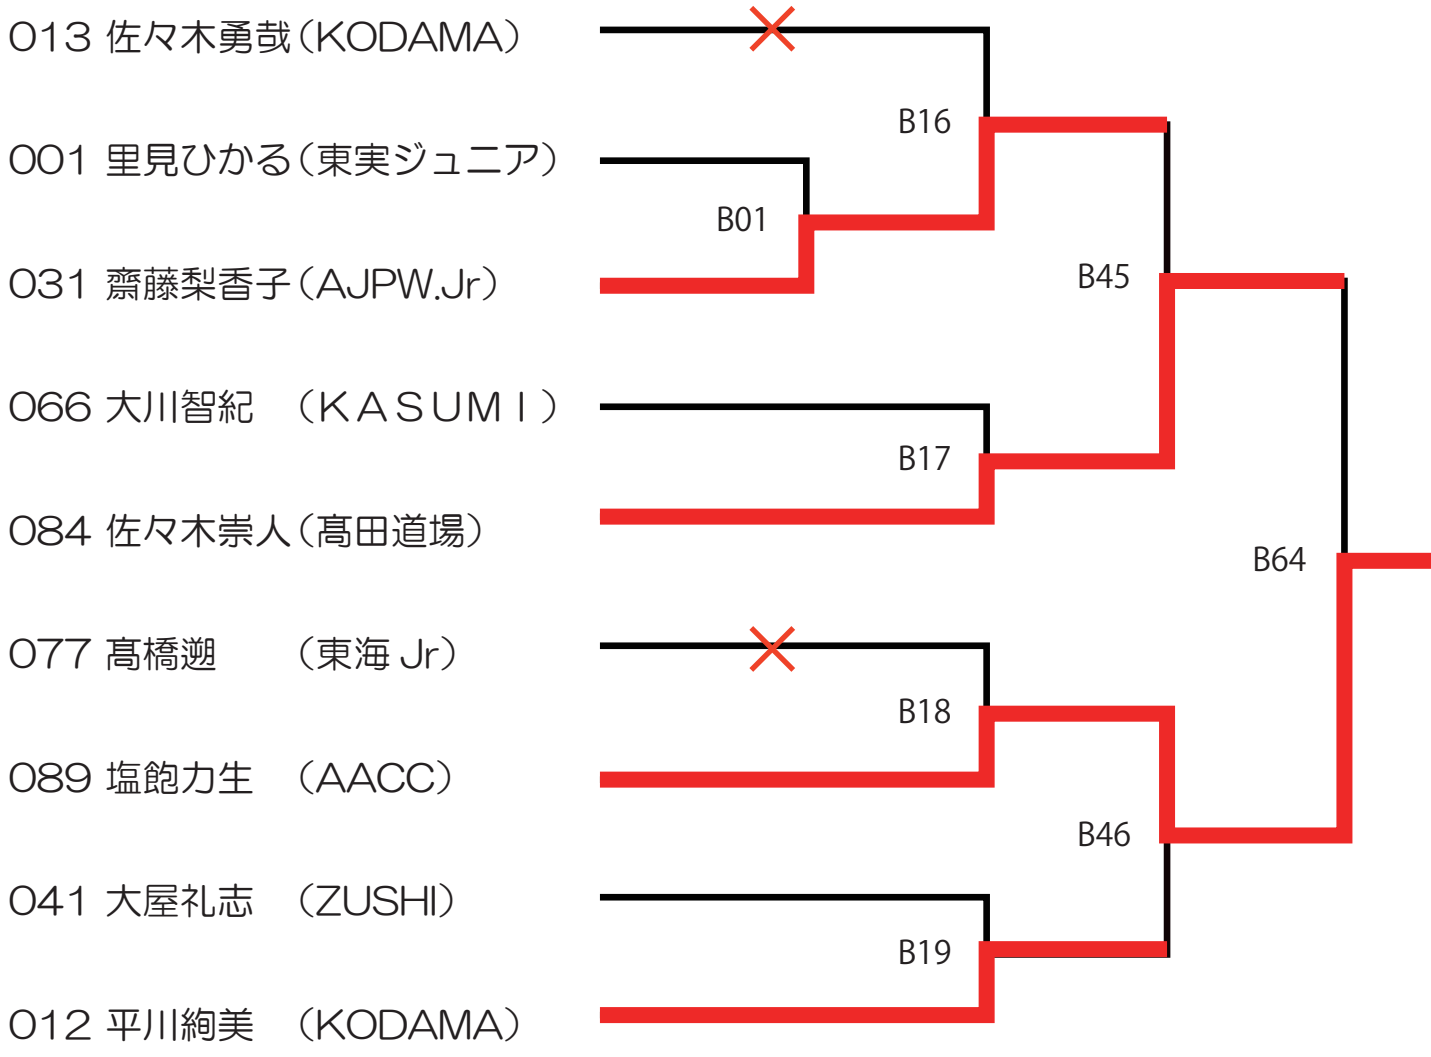 013 佐々木勇哉（KODAMA）
B16
001 里見ひかる（東実ジュニア）
B01
031 齋藤梨香子（AJPW.Jr）
B45
066 大川智紀　（ＫＡＳＵＭＩ）
B17
084 佐々木崇人（髙田道場）
B64
077 髙橋遡　　（東海 Jr）
B18
089 塩飽力生　（AACC）
B46
041 大屋礼志　（ZUSHI）
B19
012 平川絢美　（KODAMA）